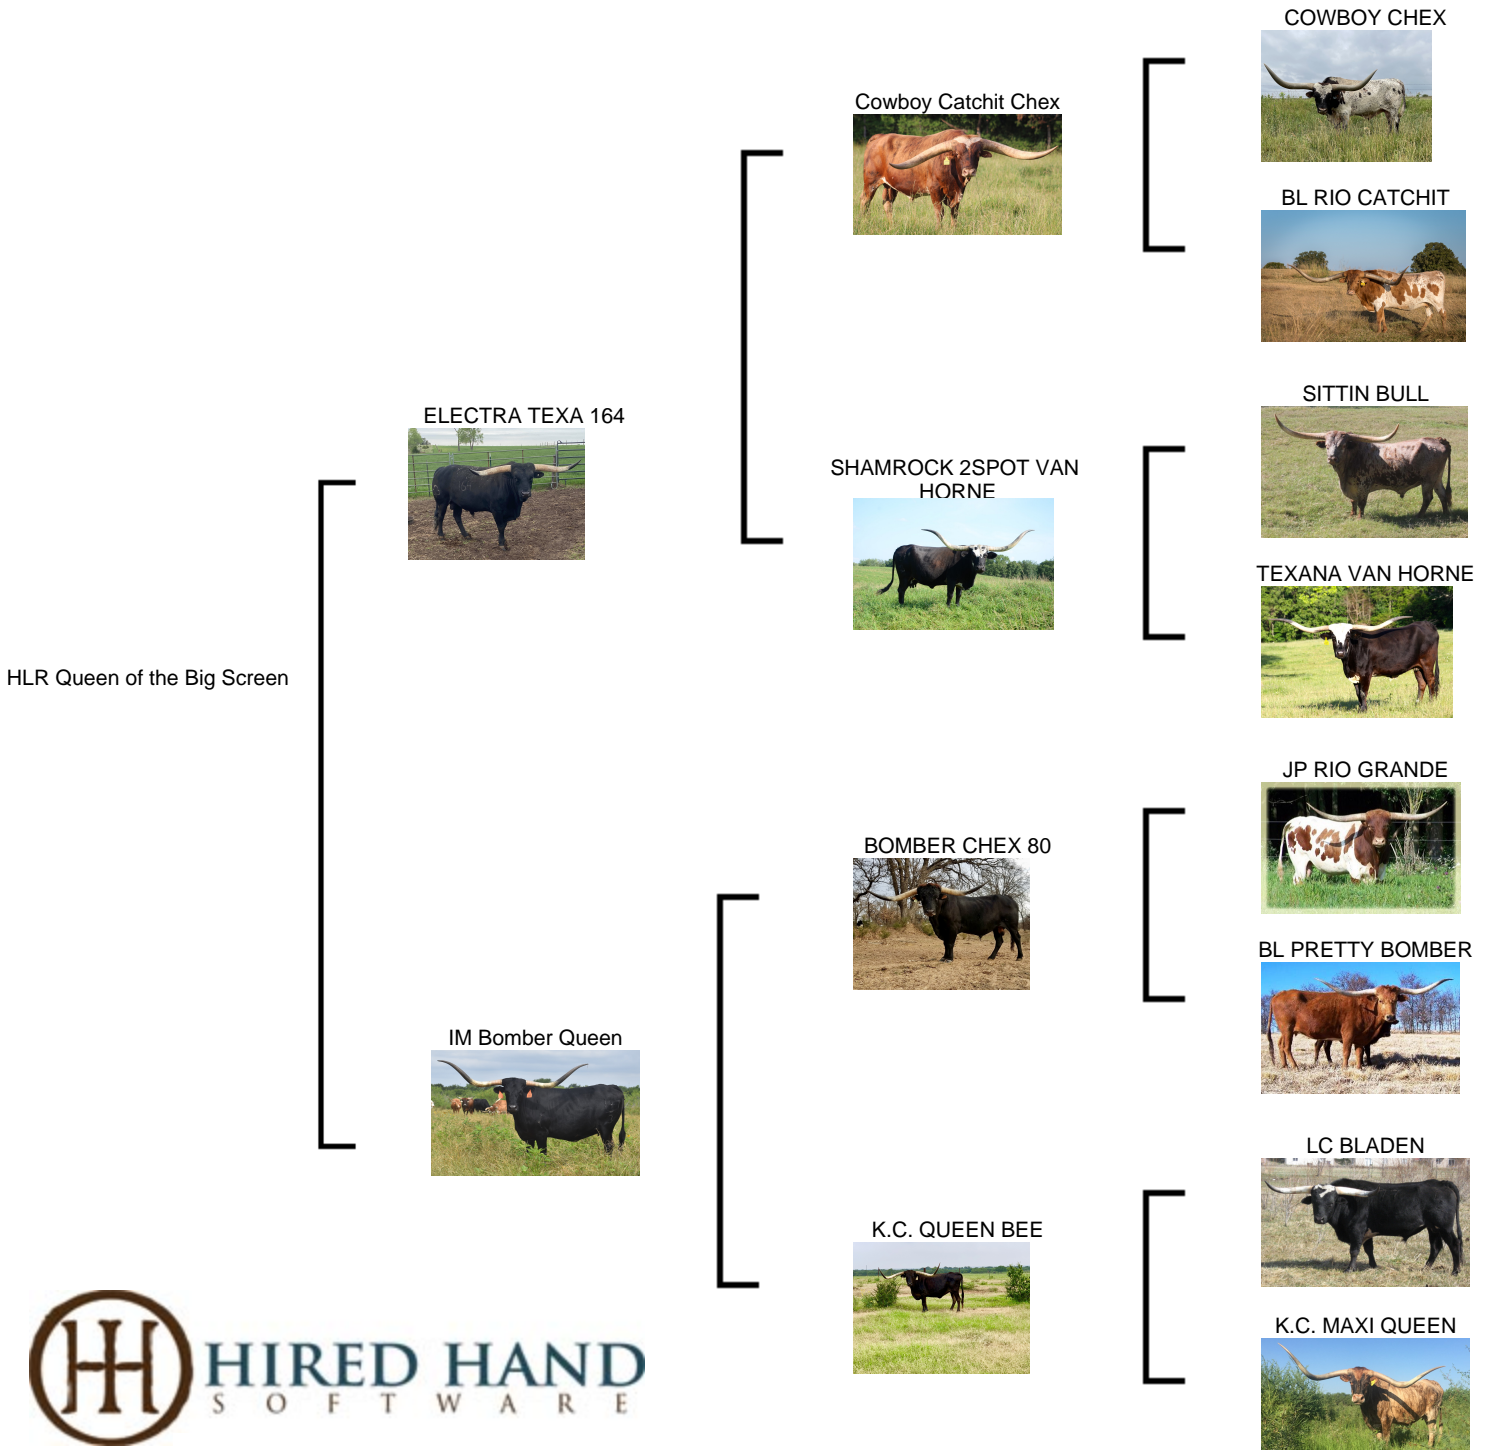 COWBOY CHEX
Cowboy Catchit Chex
BL RIO CATCHIT
ELECTRA TEXA 164
SITTIN BULL
SHAMROCK 2SPOT VAN
HORNE
TEXANA VAN HORNE
HLR Queen of the Big Screen
JP RIO GRANDE
BOMBER CHEX 80
BL PRETTY BOMBER
IM Bomber Queen
LC BLADEN
K.C. QUEEN BEE
K.C. MAXI QUEEN
HIRED HAND
SOFTWARE